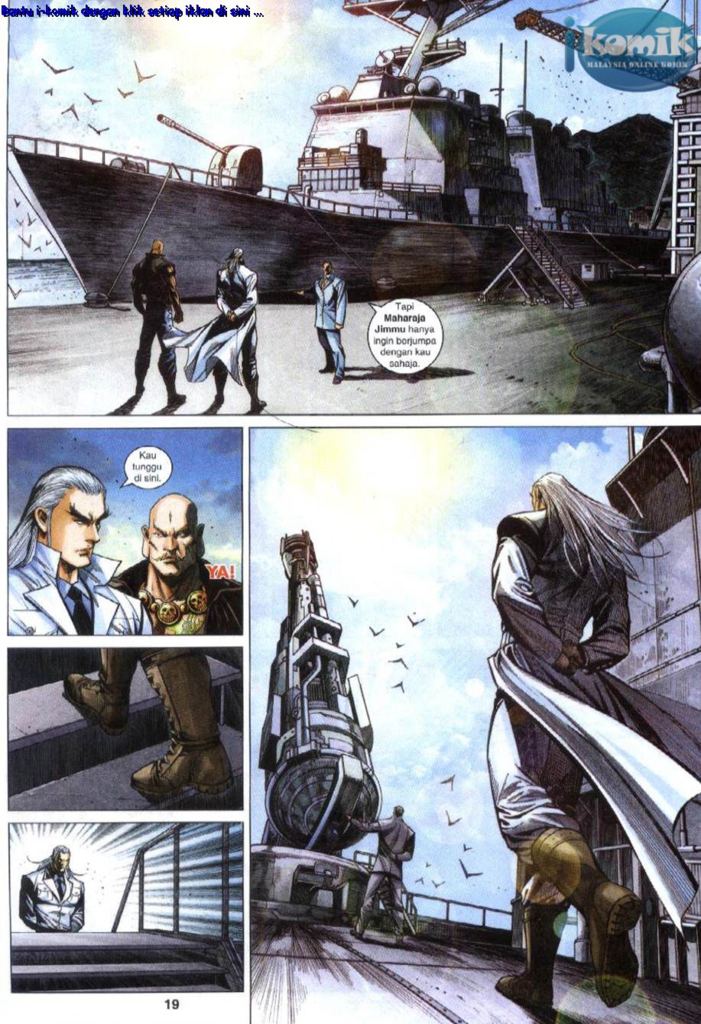 Bantu i-komik dengan klik setiap iklan di sini ...
ikomik
MALAYSIA ONLINE KOMIK
Tapi
Maharaja
Jimmu hanya
ingin berjumpa
dengan kau
sahaja.
Kau
tunggu
di sini.
YA!
19